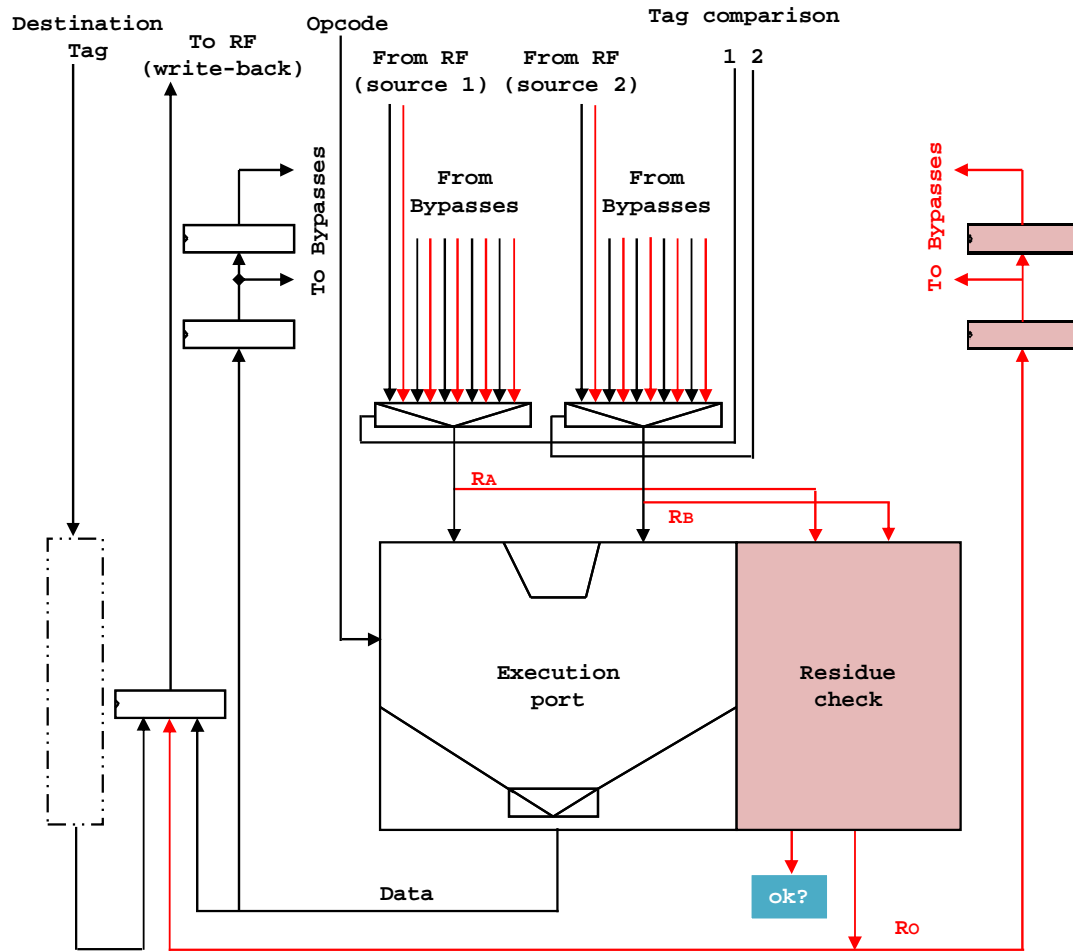 Destination
Tag
To RF
(write-back)
Opcode
From RF
(source 1)
From RF
(source 2)
Tag comparison
1 2
To Bypasses
From
Bypasses
From
Bypasses
To Bypasses
RA
RB
Execution
port
Residue
check
Data
ok?
RO